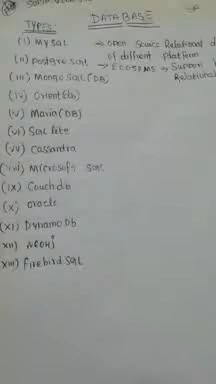 DATABASE
TYPES:
(i) MySQL → open Source Relational d
of diffrent platform
(ii) Postgre SQL → ECOSPMS → Support
Relational
(iii) Mongo SQL (DB)
(iv) Orient(db)
(v) Maria(DB)
(vi) SQL lite
(vii) Cassandra
(viii) Microsoft SQL
(ix) Couch db
(x) oracle
(xi) Dynamo Db
xii) NEO4j
xiii) Firebird SQL